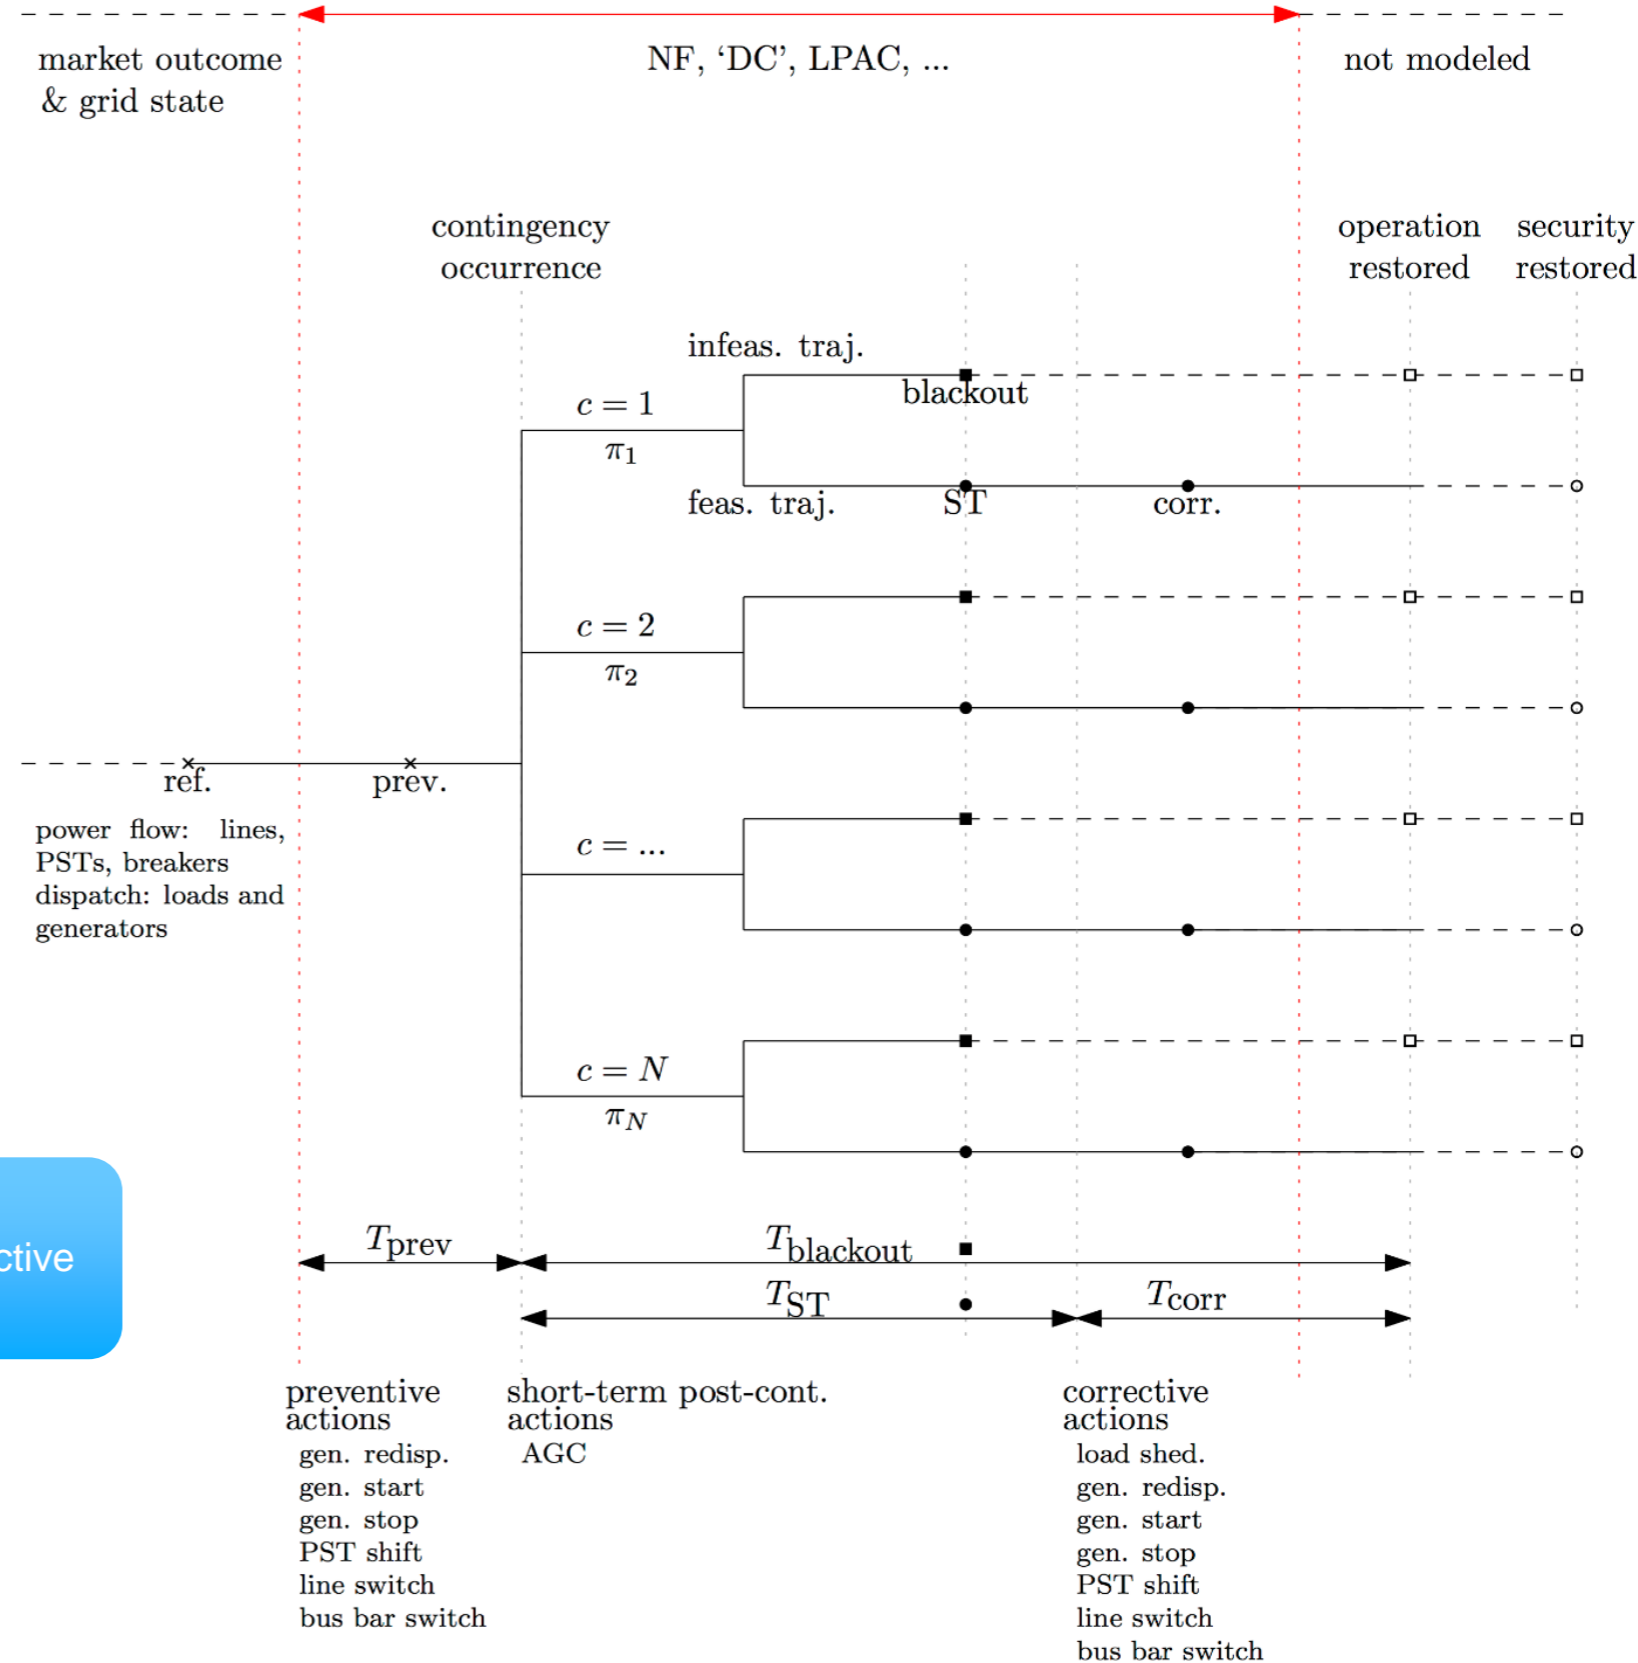 market outcome
& grid state
NF, ‘DC’, LPAC, ...
not modeled
contingency
occurrence
operation
restored
security
restored
infeas. traj.
blackout
c = 1
π1
feas. traj.
ST
corr.
c = 2
π2
ref.
prev.
power flow: lines,
PSTs, breakers
dispatch: loads and
generators
c = ...
c = N
πN
ctive
Tprev
Tblackout
TST
Tcorr
preventive
actions
gen. redisp.
gen. start
gen. stop
PST shift
line switch
bus bar switch
short-term post-cont.
actions
AGC
corrective
actions
load shed.
gen. redisp.
gen. start
gen. stop
PST shift
line switch
bus bar switch